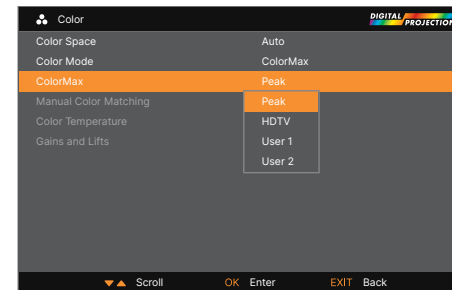 Color
DIGITAL PROJECTION
Color Space Auto
Color Mode ColorMax
ColorMax Peak
Manual Color Matching Peak
Color Temperature HDTV
Gains and Lifts User 1
User 2
Scroll OK Enter EXIT Back